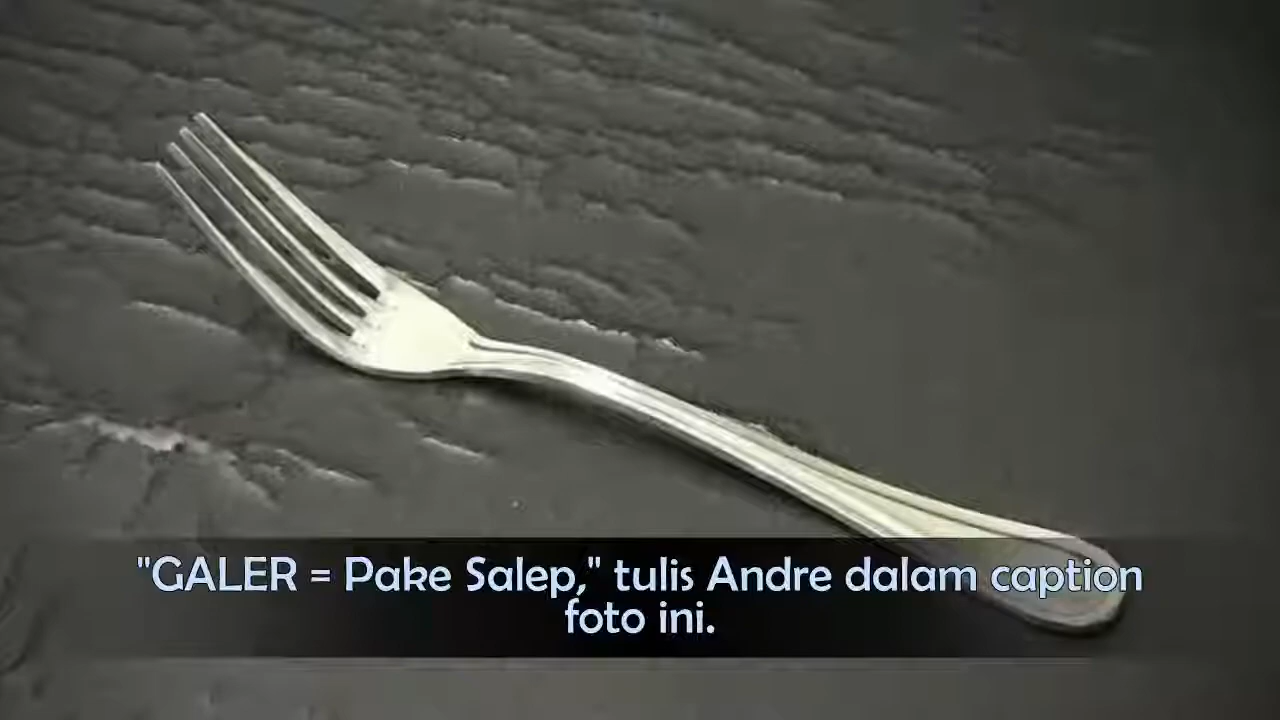 "GALER = Pake Salep," tulis Andre dalam caption
foto ini.